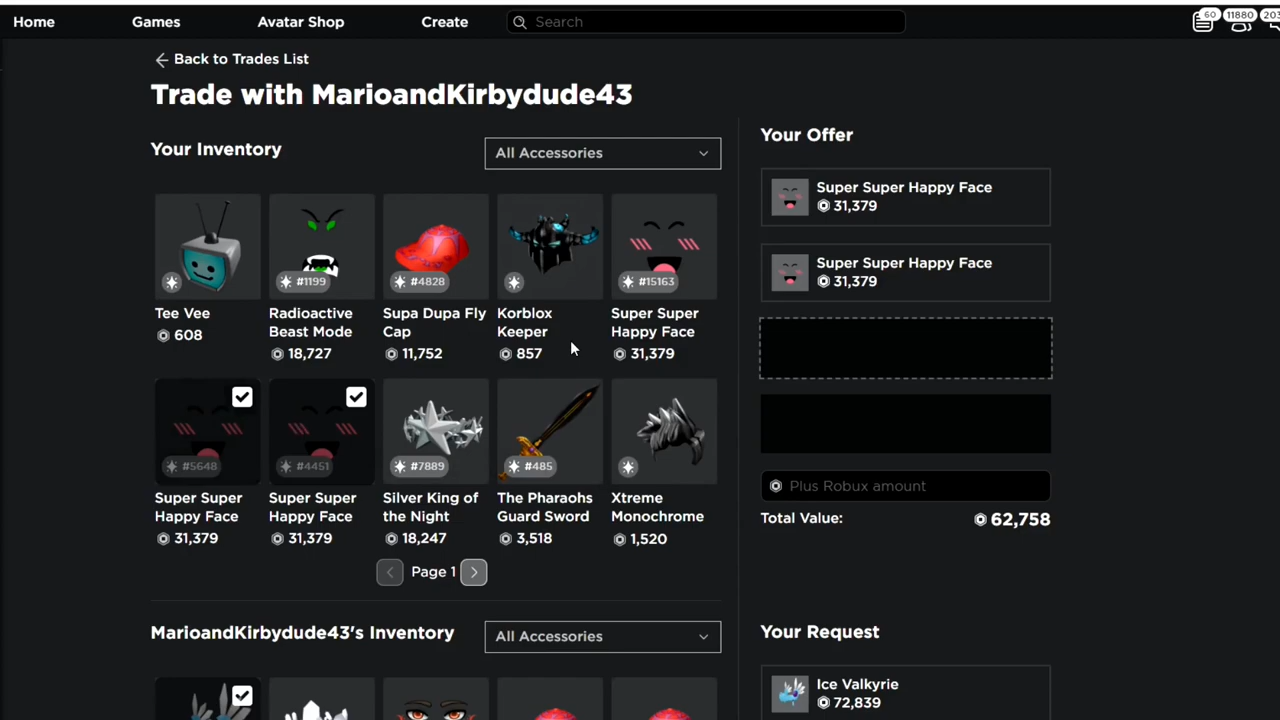 Home Games Avatar Shop Create Search 60 11880
Back to Trades List
Trade with MarioandKirbydude43
Your Inventory All Accessories
Tee Vee
608
#1199
Radioactive
Beast Mode
18,727
#4828
Supa Dupa Fly
Cap
11,752
Korblox
Keeper
857
#15163
Super Super
Happy Face
31,379
#5648
Super Super
Happy Face
31,379
#4451
Super Super
Happy Face
31,379
#7889
Silver King of
the Night
18,247
#485
The Pharaohs
Guard Sword
3,518
Xtreme
Monochrome
1,520
Page 1
MarioandKirbydude43's Inventory All Accessories
Your Offer
Super Super Happy Face
31,379
Super Super Happy Face
31,379
Plus Robux amount
Total Value: 62,758
Your Request
Ice Valkyrie
72,839